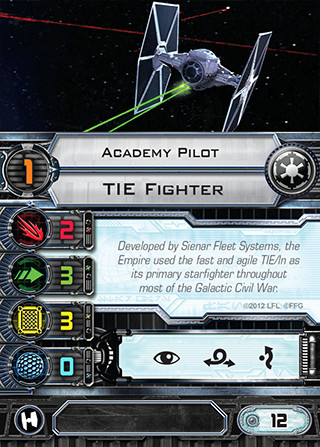 ACADEMY PILOT
1
TIE FIGHTER
2
3
3
0
Developed by Sienar Fleet Systems, the
Empire used the fast and agile TIE/ln as
its primary starfighter throughout
most of the Galactic Civil War.
©2012 LFL ©FFG
12